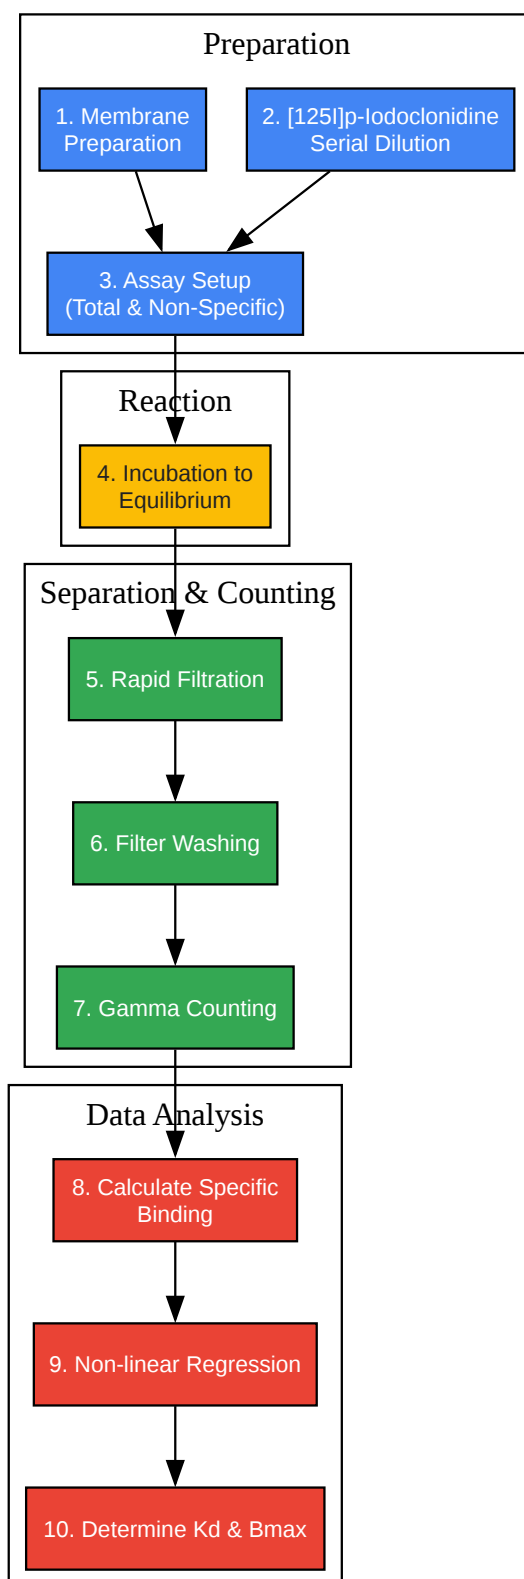 Preparation
1. Membrane
Preparation
2. [125I]p-Iodoclonidine
Serial Dilution
3. Assay Setup
(Total & Non-Specific)
Reaction
4. Incubation to
Equilibrium
Separation & Counting
5. Rapid Filtration
6. Filter Washing
7. Gamma Counting
Data Analysis
8. Calculate Specific
Binding
9. Non-linear Regression
10. Determine Kd & Bmax